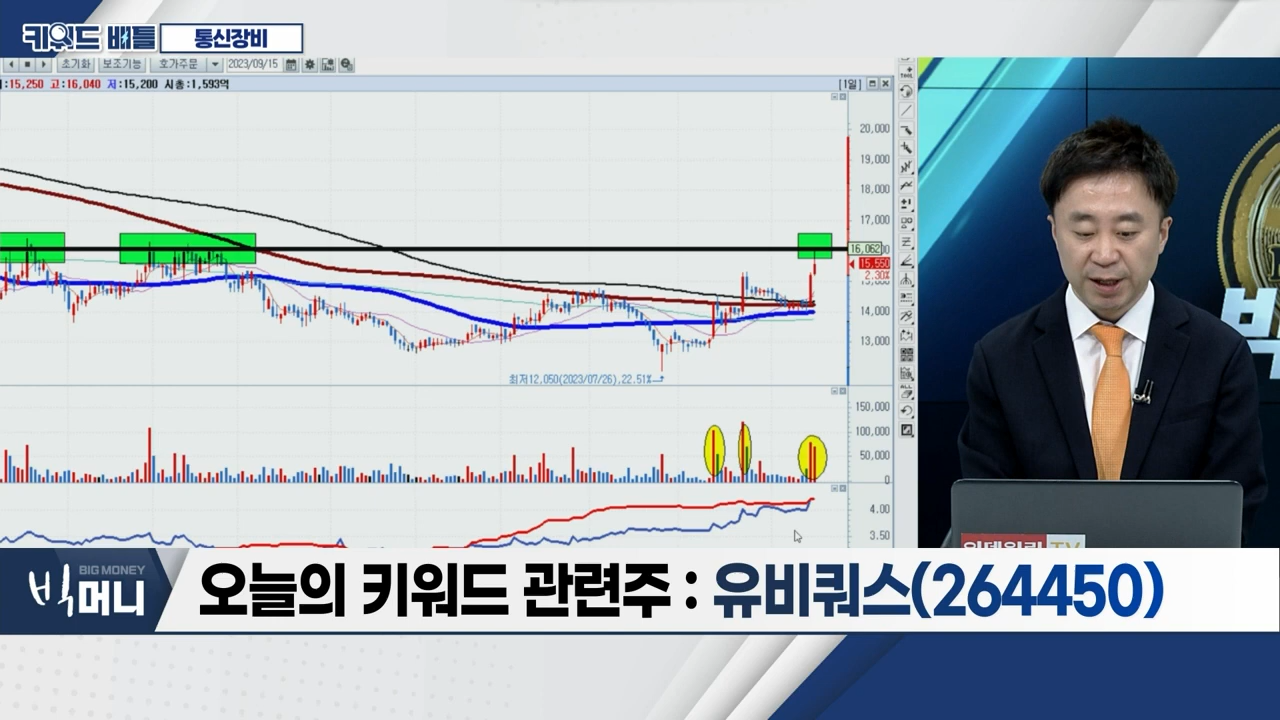 키워드 배틀 통신장비
초기화 보조기능 호가주문 2023/09/15
:15,250 고:16,040 저:15,200 시총:1,593억 [1일]
20,000
19,000
18,000
17,000
16,062
15,550
2.30%
14,000
13,000
최저12,050(2023/07/26),22.51%→
150,000
100,000
50,000
0
4.00
3.50
BIG MONEY
빅머니
오늘의 키워드 관련주 : 유비쿼스(264450)